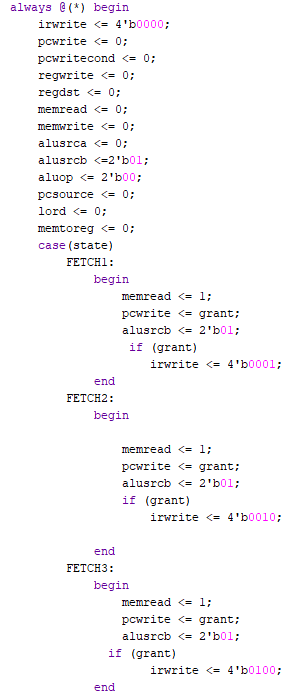 always @(*) begin
irwrite <= 4'b0000;
pcwrite <= 0;
pcwritecond <= 0;
regwrite <= 0;
regdst <= 0;
memread <= 0;
memwrite <= 0;
alusrca <= 0;
alusrcb <=2'b01;
aluop <= 2'b00;
pcsource <= 0;
lord <= 0;
memtoreg <= 0;
case(state)
FETCH1:
begin
memread <= 1;
pcwrite <= grant;
alusrcb <= 2'b01;
if (grant)
irwrite <= 4'b0001;
end
FETCH2:
begin
memread <= 1;
pcwrite <= grant;
alusrcb <= 2'b01;
if (grant)
irwrite <= 4'b0010;
end
FETCH3:
begin
memread <= 1;
pcwrite <= grant;
alusrcb <= 2'b01;
if (grant)
irwrite <= 4'b0100;
end